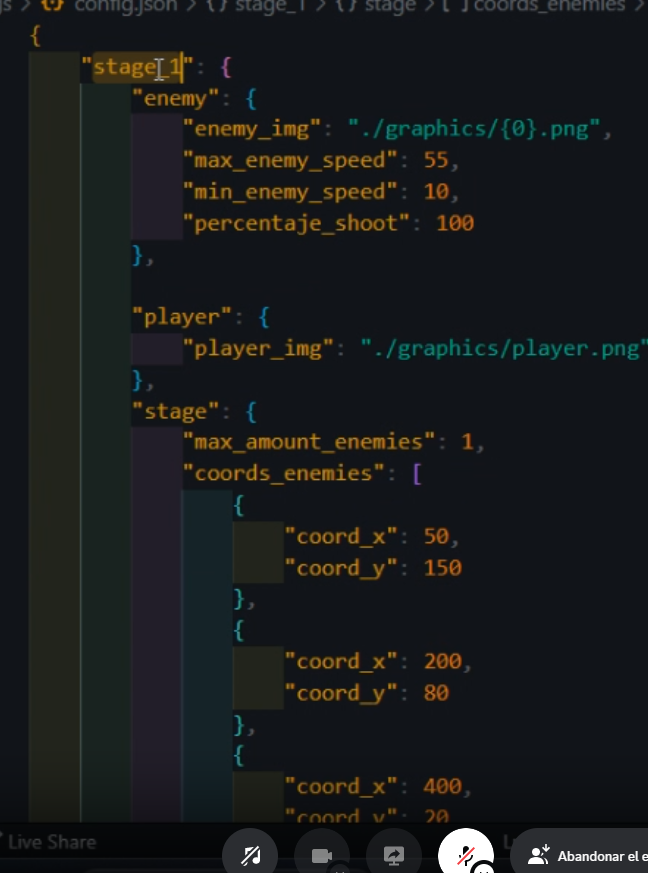 js > {·} config.json > { } stage_1 > { } stage > [ ] coords_enemies >
{
"stage_1": {
"enemy": {
"enemy_img": "./graphics/{0}.png",
"max_enemy_speed": 55,
"min_enemy_speed": 10,
"percentaje_shoot": 100
},
"player": {
"player_img": "./graphics/player.png"
},
"stage": {
"max_amount_enemies": 1,
"coords_enemies": [
{
"coord_x": 50,
"coord_y": 150
},
{
"coord_x": 200,
"coord_y": 80
},
{
"coord_x": 400,
"coord_y": 20
Live Share
Abandonar el e